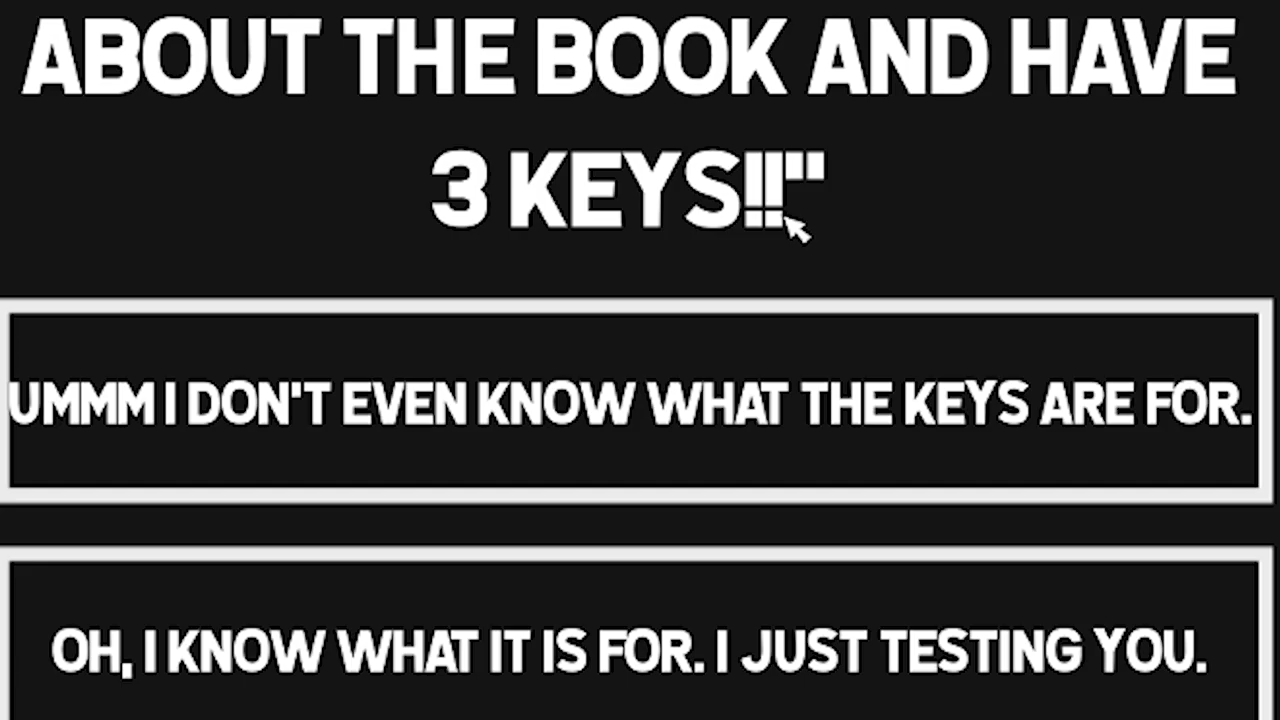 ABOUT THE BOOK AND HAVE
3 KEYS!!"
UMMM I DON'T EVEN KNOW WHAT THE KEYS ARE FOR.
OH, I KNOW WHAT IT IS FOR. I JUST TESTING YOU.